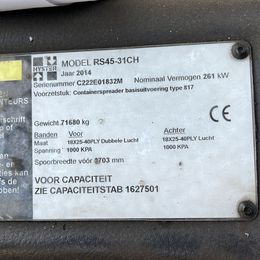 HYSTER
MODEL RS45-31CH
Jaar 2014
Serienummer C222E01832M
Nominaal Vermogen 261 kW
Voorzetstuk: Containerspreader basisuitvoering type 817
Gewicht 71680 kg
Banden Voor Achter
Maat 18X25-40PLY Dubbele Lucht 18X25-40PLY Lucht
Spanning 1000 KPA 1000 KPA
Spoorbreedte vóór 3703 mm
VOOR CAPACITEIT
ZIE CAPACITEITSTAB 1627501
CE